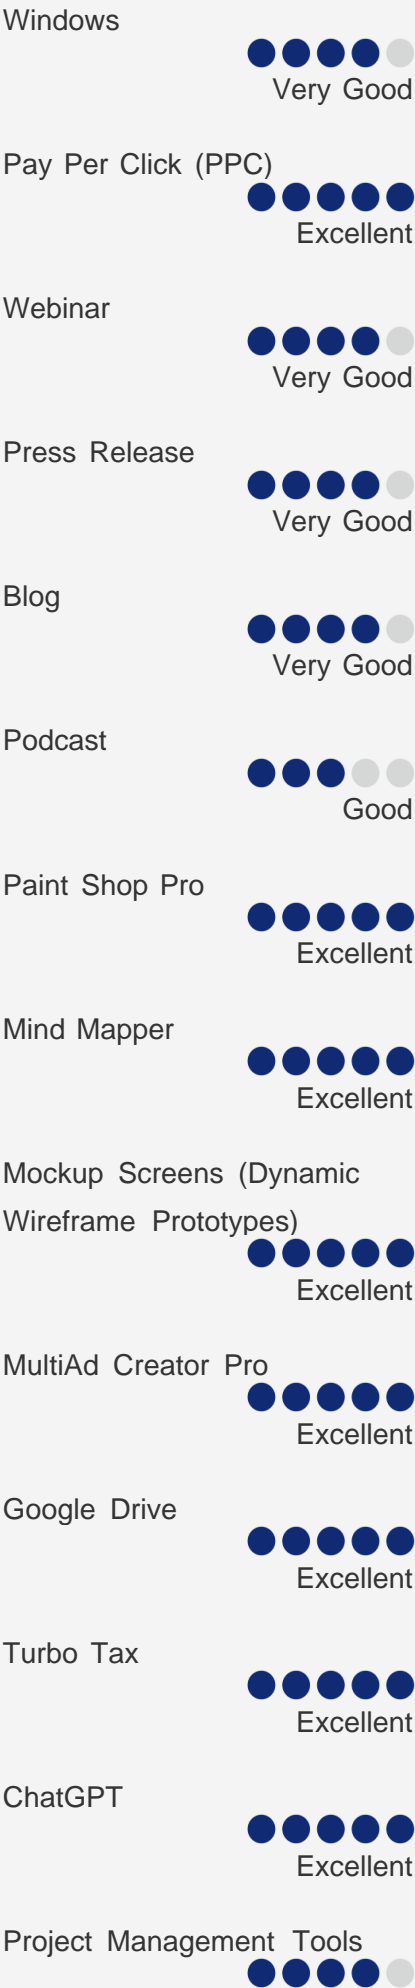 Windows
Very Good
Pay Per Click (PPC)
Excellent
Webinar
Very Good
Press Release
Very Good
Blog
Very Good
Podcast
Good
Paint Shop Pro
Excellent
Mind Mapper
Excellent
Mockup Screens (Dynamic
Wireframe Prototypes)
Excellent
MultiAd Creator Pro
Excellent
Google Drive
Excellent
Turbo Tax
Excellent
ChatGPT
Excellent
Project Management Tools